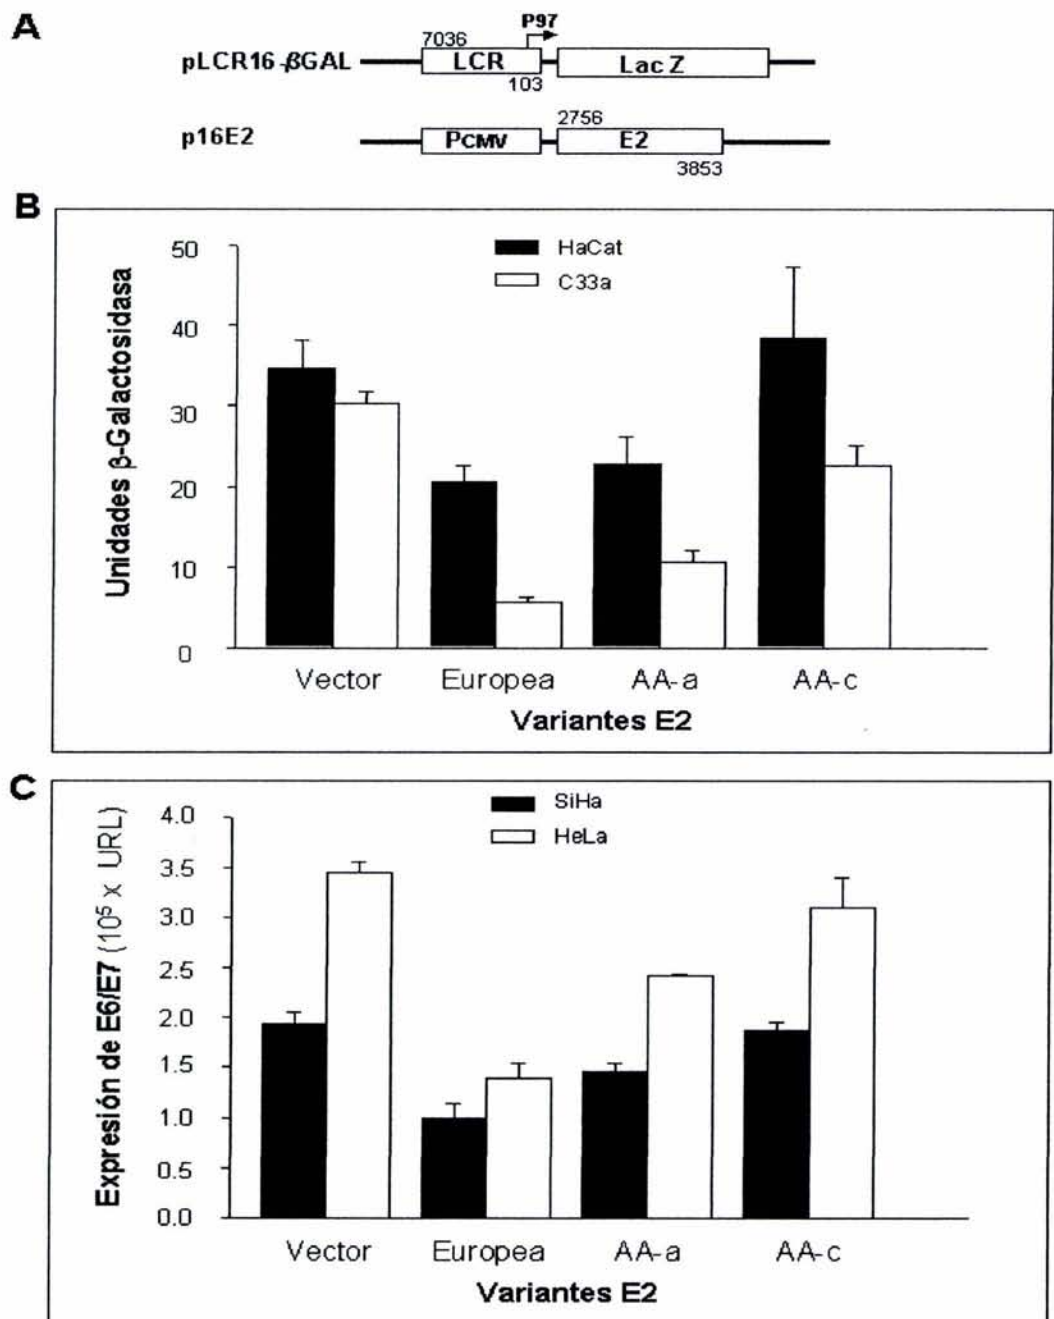 A
P97
7036
pLCR16-βGAL
LCR
Lac Z
103
2756
p16E2
PCMV
E2
3853
B
50
HaCat
C33a
40
30
20
10
0
Unidades β-Galactosidasa
Vector Europea AA-a AA-c
Variantes E2
C
4.0
SiHa
HeLa
3.5
3.0
2.5
2.0
1.5
1.0
0.5
0.0
Expresión de E6/E7 (10⁵ x URL)
Vector Europea AA-a AA-c
Variantes E2